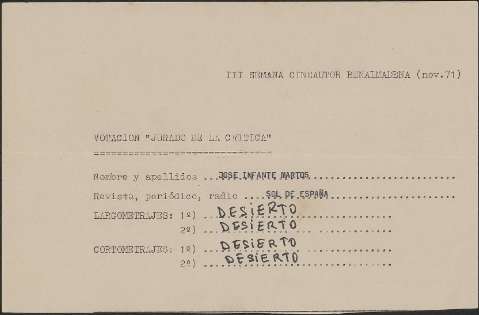 III SEMANA CINEAUTOR BENALMADENA (nov.71)
VOTACION "JURADO DE LA CRITICA"
==============================
Nombre y apellidos JOSE INFANTE MARTOS
Revista, periódico, radio SOL DE ESPAÑA
LARGOMETRAJES: 1º) DESIERTO
2º) DESIERTO
CORTOMETRAJES: 1º) DESIERTO
2º) DESIERTO